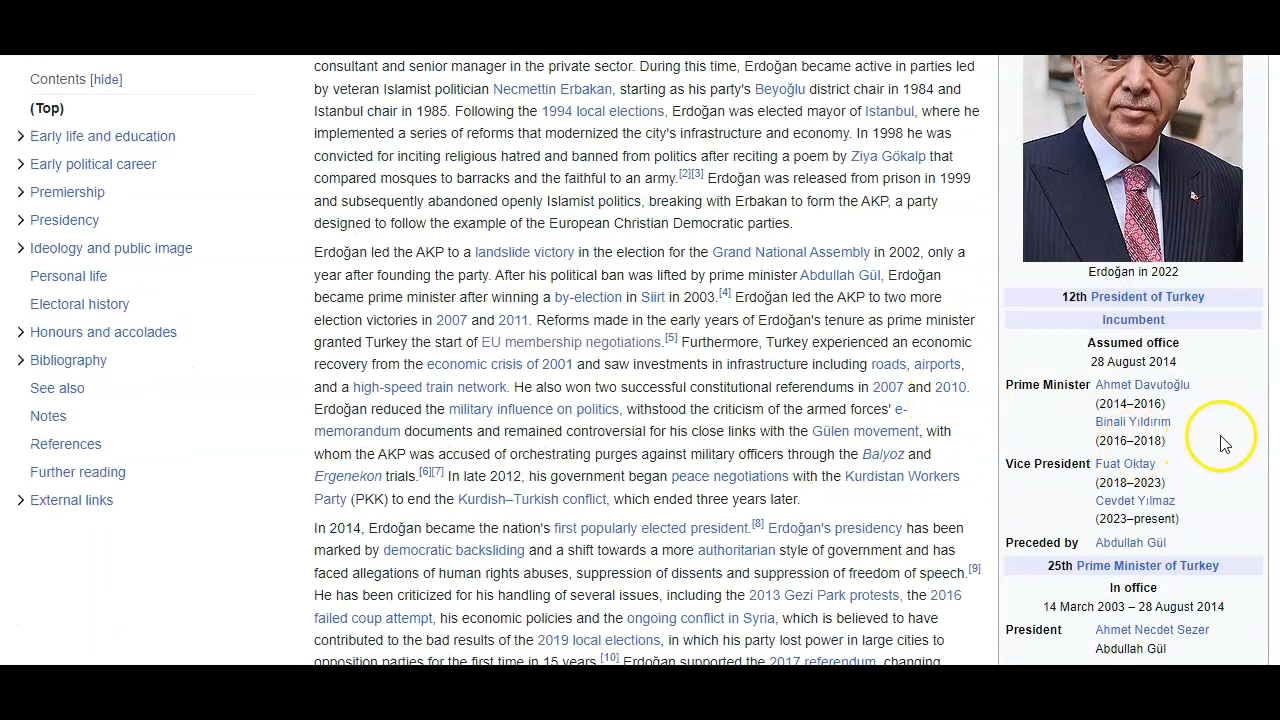 Contents [hide]
(Top)
Early life and education
Early political career
Premiership
Presidency
Ideology and public image
Personal life
Electoral history
Honours and accolades
Bibliography
See also
Notes
References
Further reading
External links
consultant and senior manager in the private sector. During this time, Erdoğan became active in parties led
by veteran Islamist politician Necmettin Erbakan, starting as his party's Beyoğlu district chair in 1984 and
Istanbul chair in 1985. Following the 1994 local elections, Erdoğan was elected mayor of Istanbul, where he
implemented a series of reforms that modernized the city's infrastructure and economy. In 1998 he was
convicted for inciting religious hatred and banned from politics after reciting a poem by Ziya Gökalp that
compared mosques to barracks and the faithful to an army.[2][3] Erdoğan was released from prison in 1999
and subsequently abandoned openly Islamist politics, breaking with Erbakan to form the AKP, a party
designed to follow the example of the European Christian Democratic parties.
Erdoğan led the AKP to a landslide victory in the election for the Grand National Assembly in 2002, only a
year after founding the party. After his political ban was lifted by prime minister Abdullah Gül, Erdoğan
became prime minister after winning a by-election in Siirt in 2003.[4] Erdoğan led the AKP to two more
election victories in 2007 and 2011. Reforms made in the early years of Erdoğan's tenure as prime minister
granted Turkey the start of EU membership negotiations.[5] Furthermore, Turkey experienced an economic
recovery from the economic crisis of 2001 and saw investments in infrastructure including roads, airports,
and a high-speed train network. He also won two successful constitutional referendums in 2007 and 2010.
Erdoğan reduced the military influence on politics, withstood the criticism of the armed forces' e-
memorandum documents and remained controversial for his close links with the Gülen movement, with
whom the AKP was accused of orchestrating purges against military officers through the Balyoz and
Ergenekon trials.[6][7] In late 2012, his government began peace negotiations with the Kurdistan Workers
Party (PKK) to end the Kurdish–Turkish conflict, which ended three years later.
In 2014, Erdoğan became the nation's first popularly elected president.[8] Erdoğan's presidency has been
marked by democratic backsliding and a shift towards a more authoritarian style of government and has
faced allegations of human rights abuses, suppression of dissents and suppression of freedom of speech.[9]
He has been criticized for his handling of several issues, including the 2013 Gezi Park protests, the 2016
failed coup attempt, his economic policies and the ongoing conflict in Syria, which is believed to have
contributed to the bad results of the 2019 local elections, in which his party lost power in large cities to
opposition parties for the first time in 15 years.[10] Erdoğan supported the 2017 referendum, changing
Erdoğan in 2022
12th President of Turkey
Incumbent
Assumed office
28 August 2014
Prime Minister Ahmet Davutoğlu
(2014–2016)
Binali Yıldırım
(2016–2018)
Vice President Fuat Oktay
(2018–2023)
Cevdet Yılmaz
(2023–present)
Preceded by Abdullah Gül
25th Prime Minister of Turkey
In office
14 March 2003 – 28 August 2014
President Ahmet Necdet Sezer
Abdullah Gül